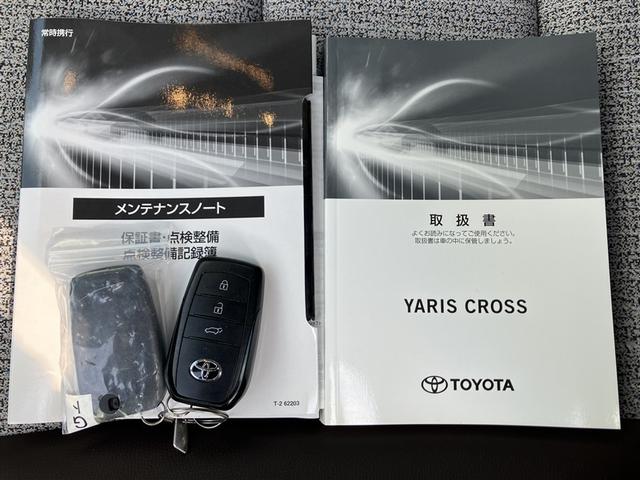 常時携行
メンテナンスノート
保証書・点検整備
点検整備記録簿
T-2 62203
取扱書
よくお読みになってご使用ください。
取扱書は車の中に保管しましょう。
YARIS CROSS
TOYOTA